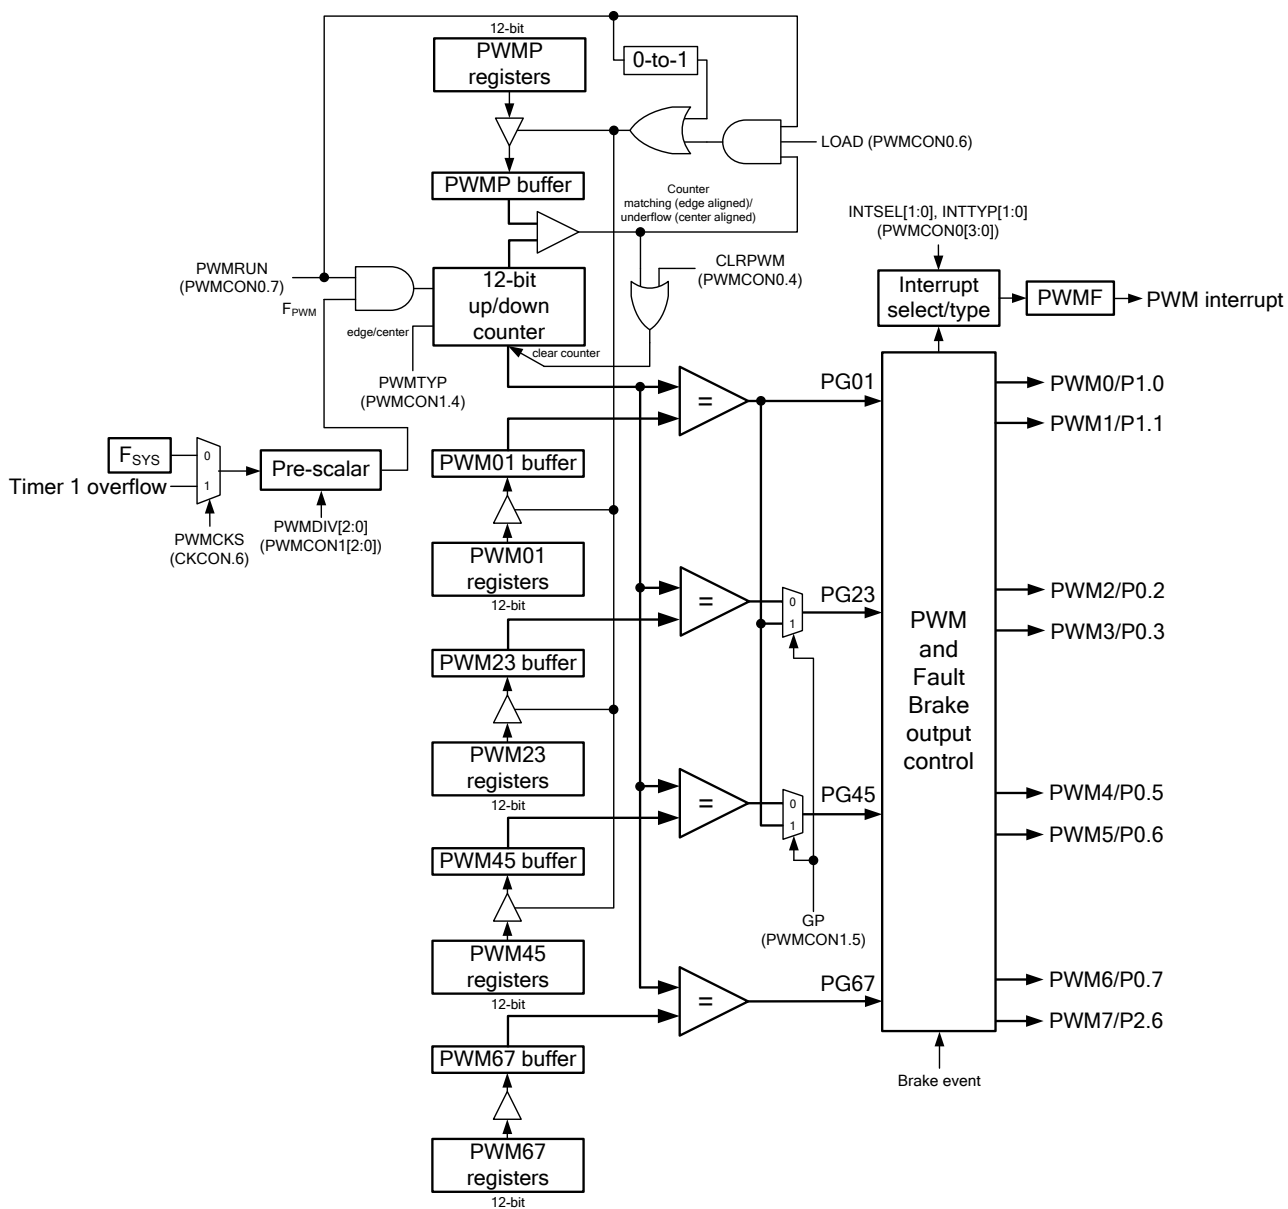 12-bit
PWMP
registers
0-to-1
LOAD (PWMCON0.6)
PWMP buffer
Counter
matching (edge aligned)/
underflow (center aligned)
INTSEL[1:0], INTTYP[1:0]
(PWMCON0[3:0])
PWMRUN
(PWMCON0.7)
FPWM
12-bit
up/down
counter
edge/center
clear counter
CLRPWM
(PWMCON0.4)
Interrupt
select/type
PWMF
PWM interrupt
PWMTYP
(PWMCON1.4)
=
PG01
PWM0/P1.0
PWM1/P1.1
FSYS
0
1
Timer 1 overflow
Pre-scalar
PWMCKS
(CKCON.6)
PWMDIV[2:0]
(PWMCON1[2:0])
PWM01 buffer
PWM01
registers
12-bit
=
0
1
PG23
PWM2/P0.2
PWM3/P0.3
PWM
and
Fault
Brake
output
control
PWM23 buffer
PWM23
registers
12-bit
=
0
1
PG45
PWM4/P0.5
PWM5/P0.6
PWM45 buffer
GP
(PWMCON1.5)
PWM45
registers
12-bit
=
PG67
PWM6/P0.7
PWM7/P2.6
PWM67 buffer
Brake event
PWM67
registers
12-bit